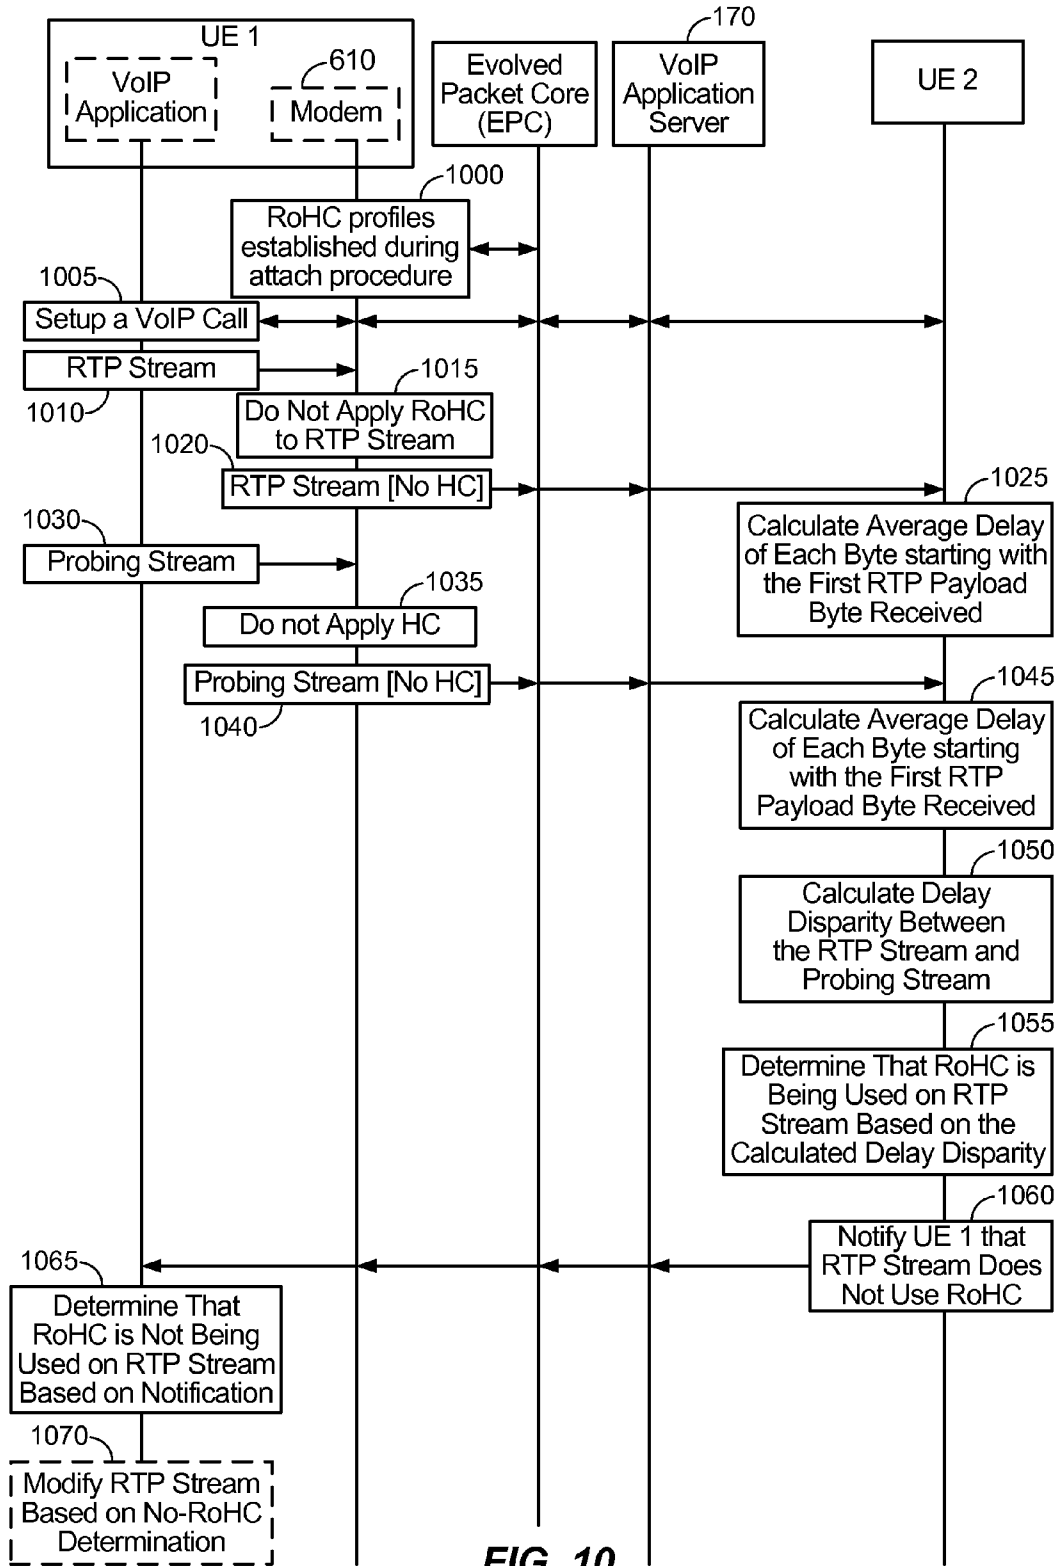 170
UE 1
610
VoIP
Application
Modem
Evolved
Packet Core
(EPC)
VoIP
Application
Server
UE 2
1000
RoHC profiles
established during
attach procedure
1005
Setup a VoIP Call
RTP Stream
1010
1015
Do Not Apply RoHC
to RTP Stream
1020
RTP Stream [No HC]
1025
Calculate Average Delay
of Each Byte starting with
the First RTP Payload
Byte Received
1030
Probing Stream
1035
Do not Apply HC
Probing Stream [No HC]
1040
1045
Calculate Average Delay
of Each Byte starting
with the First RTP
Payload Byte Received
1050
Calculate Delay
Disparity Between
the RTP Stream and
Probing Stream
1055
Determine That RoHC is
Being Used on RTP
Stream Based on the
Calculated Delay Disparity
1060
Notify UE 1 that
RTP Stream Does
Not Use RoHC
1065
Determine That
RoHC is Not Being
Used on RTP Stream
Based on Notification
1070
Modify RTP Stream
Based on No-RoHC
Determination
FIG. 10